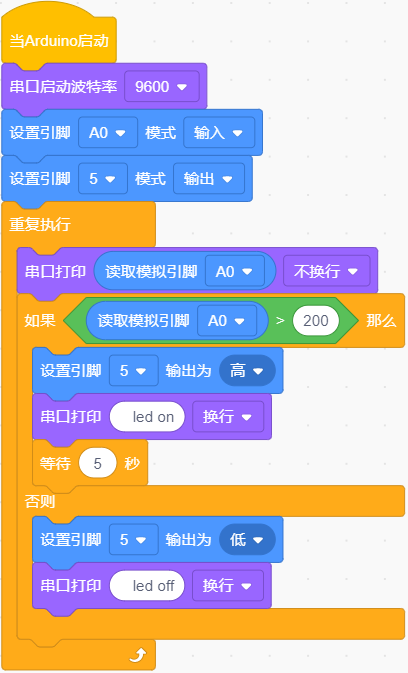 当Arduino启动
串口启动波特率 9600
设置引脚 A0 模式 输入
设置引脚 5 模式 输出
重复执行
串口打印 读取模拟引脚 A0 不换行
如果 读取模拟引脚 A0 > 200 那么
设置引脚 5 输出为 高
串口打印 led on 换行
等待 5 秒
否则
设置引脚 5 输出为 低
串口打印 led off 换行